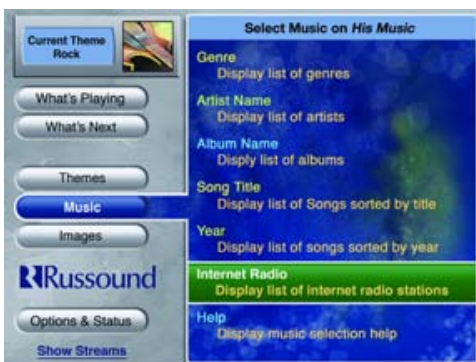 Current Theme
Rock
What's Playing
What's Next
Themes
Music
Images
Russound
Options & Status
Show Streams
Select Music on His Music
Genre
Display list of genres
Artist Name
Display list of artists
Album Name
Disply list of albums
Song Title
Display list of Songs sorted by title
Year
Display list of songs sorted by year
Internet Radio
Display list of internet radio stations
Help
Display music selection help